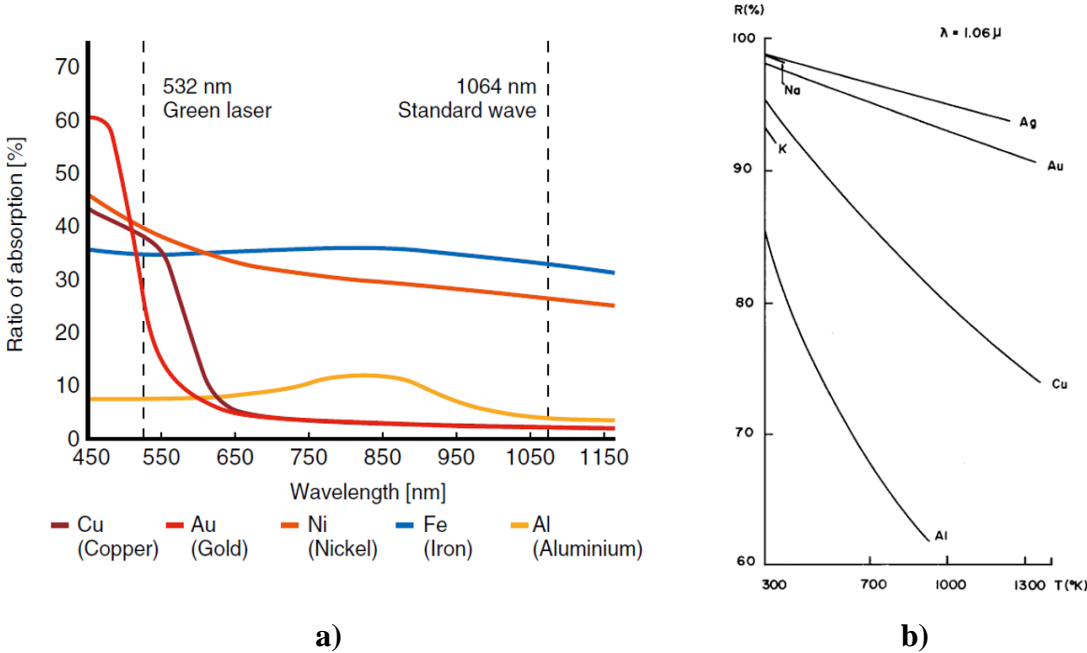 70
60
50
40
30
20
10
0
Ratio of absorption [%]
532 nm
Green laser
1064 nm
Standard wave
450 550 650 750 850 950 1050 1150
Wavelength [nm]
Cu
(Copper)
Au
(Gold)
Ni
(Nickel)
Fe
(Iron)
Al
(Aluminium)
a)
R(%)
λ = 1.06 μ
100
90
80
70
60
Na
K
Ag
Au
Cu
Al
300 700 1000 1300 T(°K)
b)